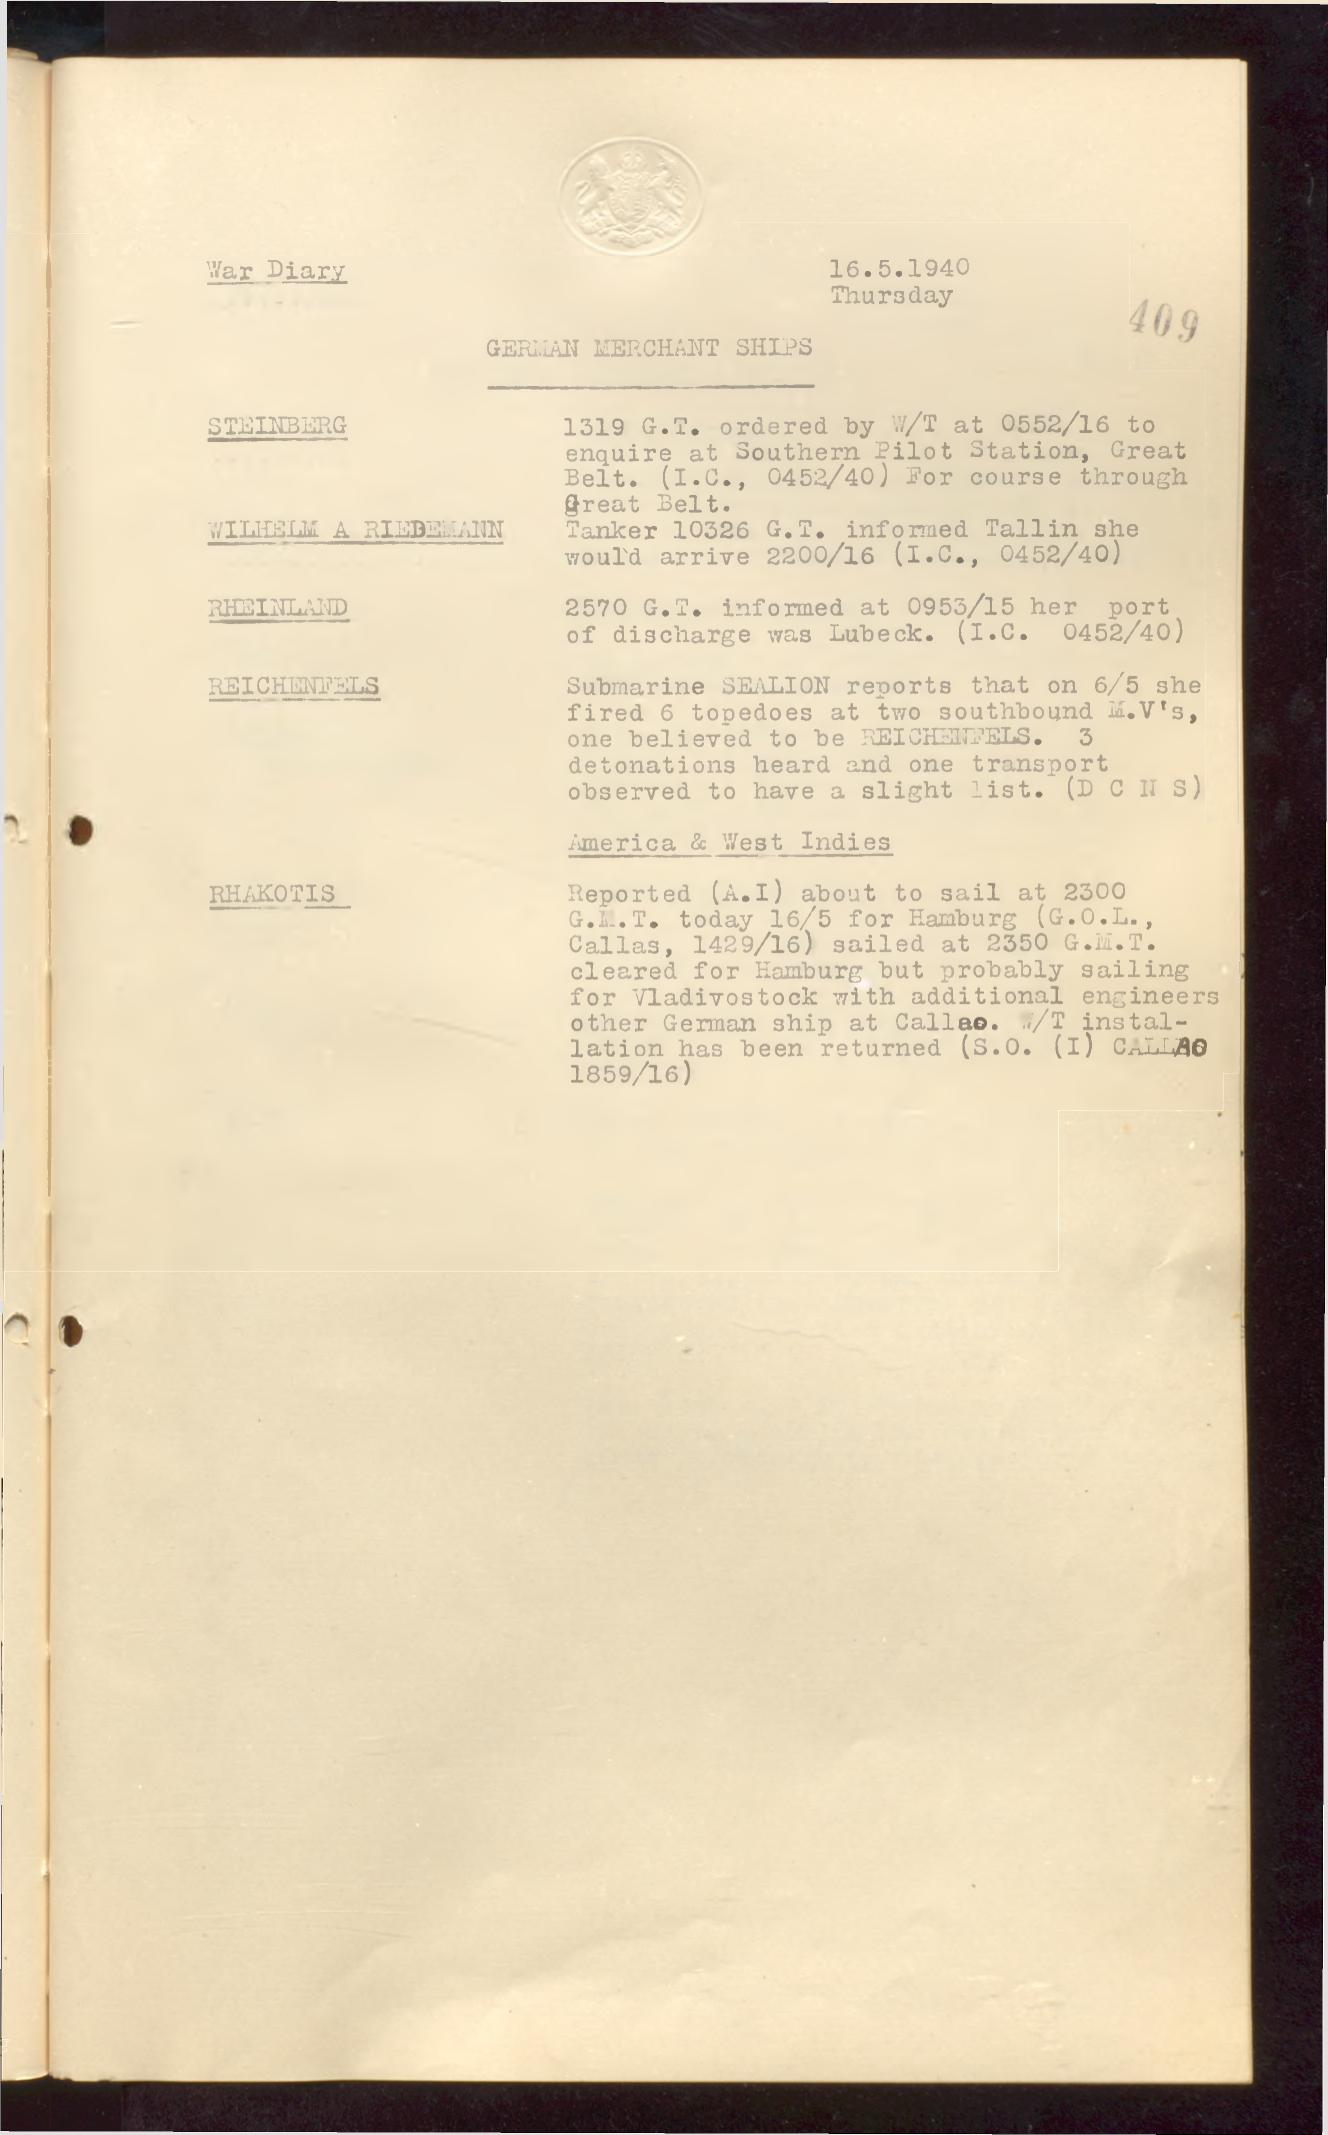 War Diary
16.5.1940
Thursday
409
GERMAN MERCHANT SHIPS
STEINBERG
1319 G.T. ordered by W/T at 0552/16 to
enquire at Southern Pilot Station, Great
Belt. (I.C., 0452/40) For course through
Great Belt.
WILHELM A RIEDEMANN
Tanker 10326 G.T. informed Tallin she
would arrive 2200/16 (I.C., 0452/40)
RHEINLAND
2570 G.T. informed at 0953/15 her port
of discharge was Lubeck. (I.C. 0452/40)
REICHENFELS
Submarine SEALION reports that on 6/5 she
fired 6 topedoes at two southbound M.V's,
one believed to be REICHENFELS. 3
detonations heard and one transport
observed to have a slight list. (D C N S)
America & West Indies
RHAKOTIS
Reported (A.I) about to sail at 2300
G.M.T. today 16/5 for Hamburg (G.O.L.,
Callas, 1429/16) sailed at 2350 G.M.T.
cleared for Hamburg but probably sailing
for Vladivostock with additional engineers
other German ship at Callao. W/T instal-
lation has been returned (S.O. (I) CALLAO
1859/16)